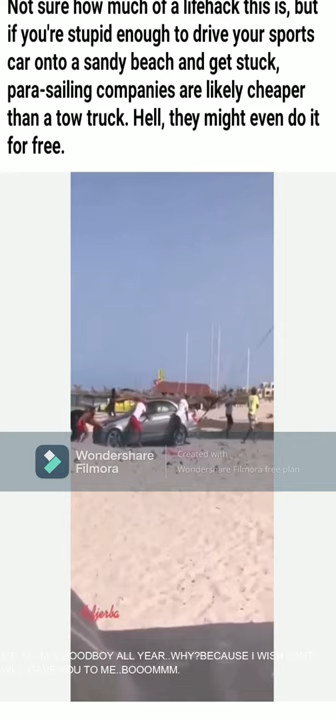 Not sure how much of a lifehack this is, but
if you're stupid enough to drive your sports
car onto a sandy beach and get stuck,
para-sailing companies are likely cheaper
than a tow truck. Hell, they might even do it
for free.
Wondershare
Filmora
Created with
Wondershare Filmora free plan
GOODBOY ALL YEAR..WHY?BECAUSE I WISH
YOU TO ME..BOOOMMM.